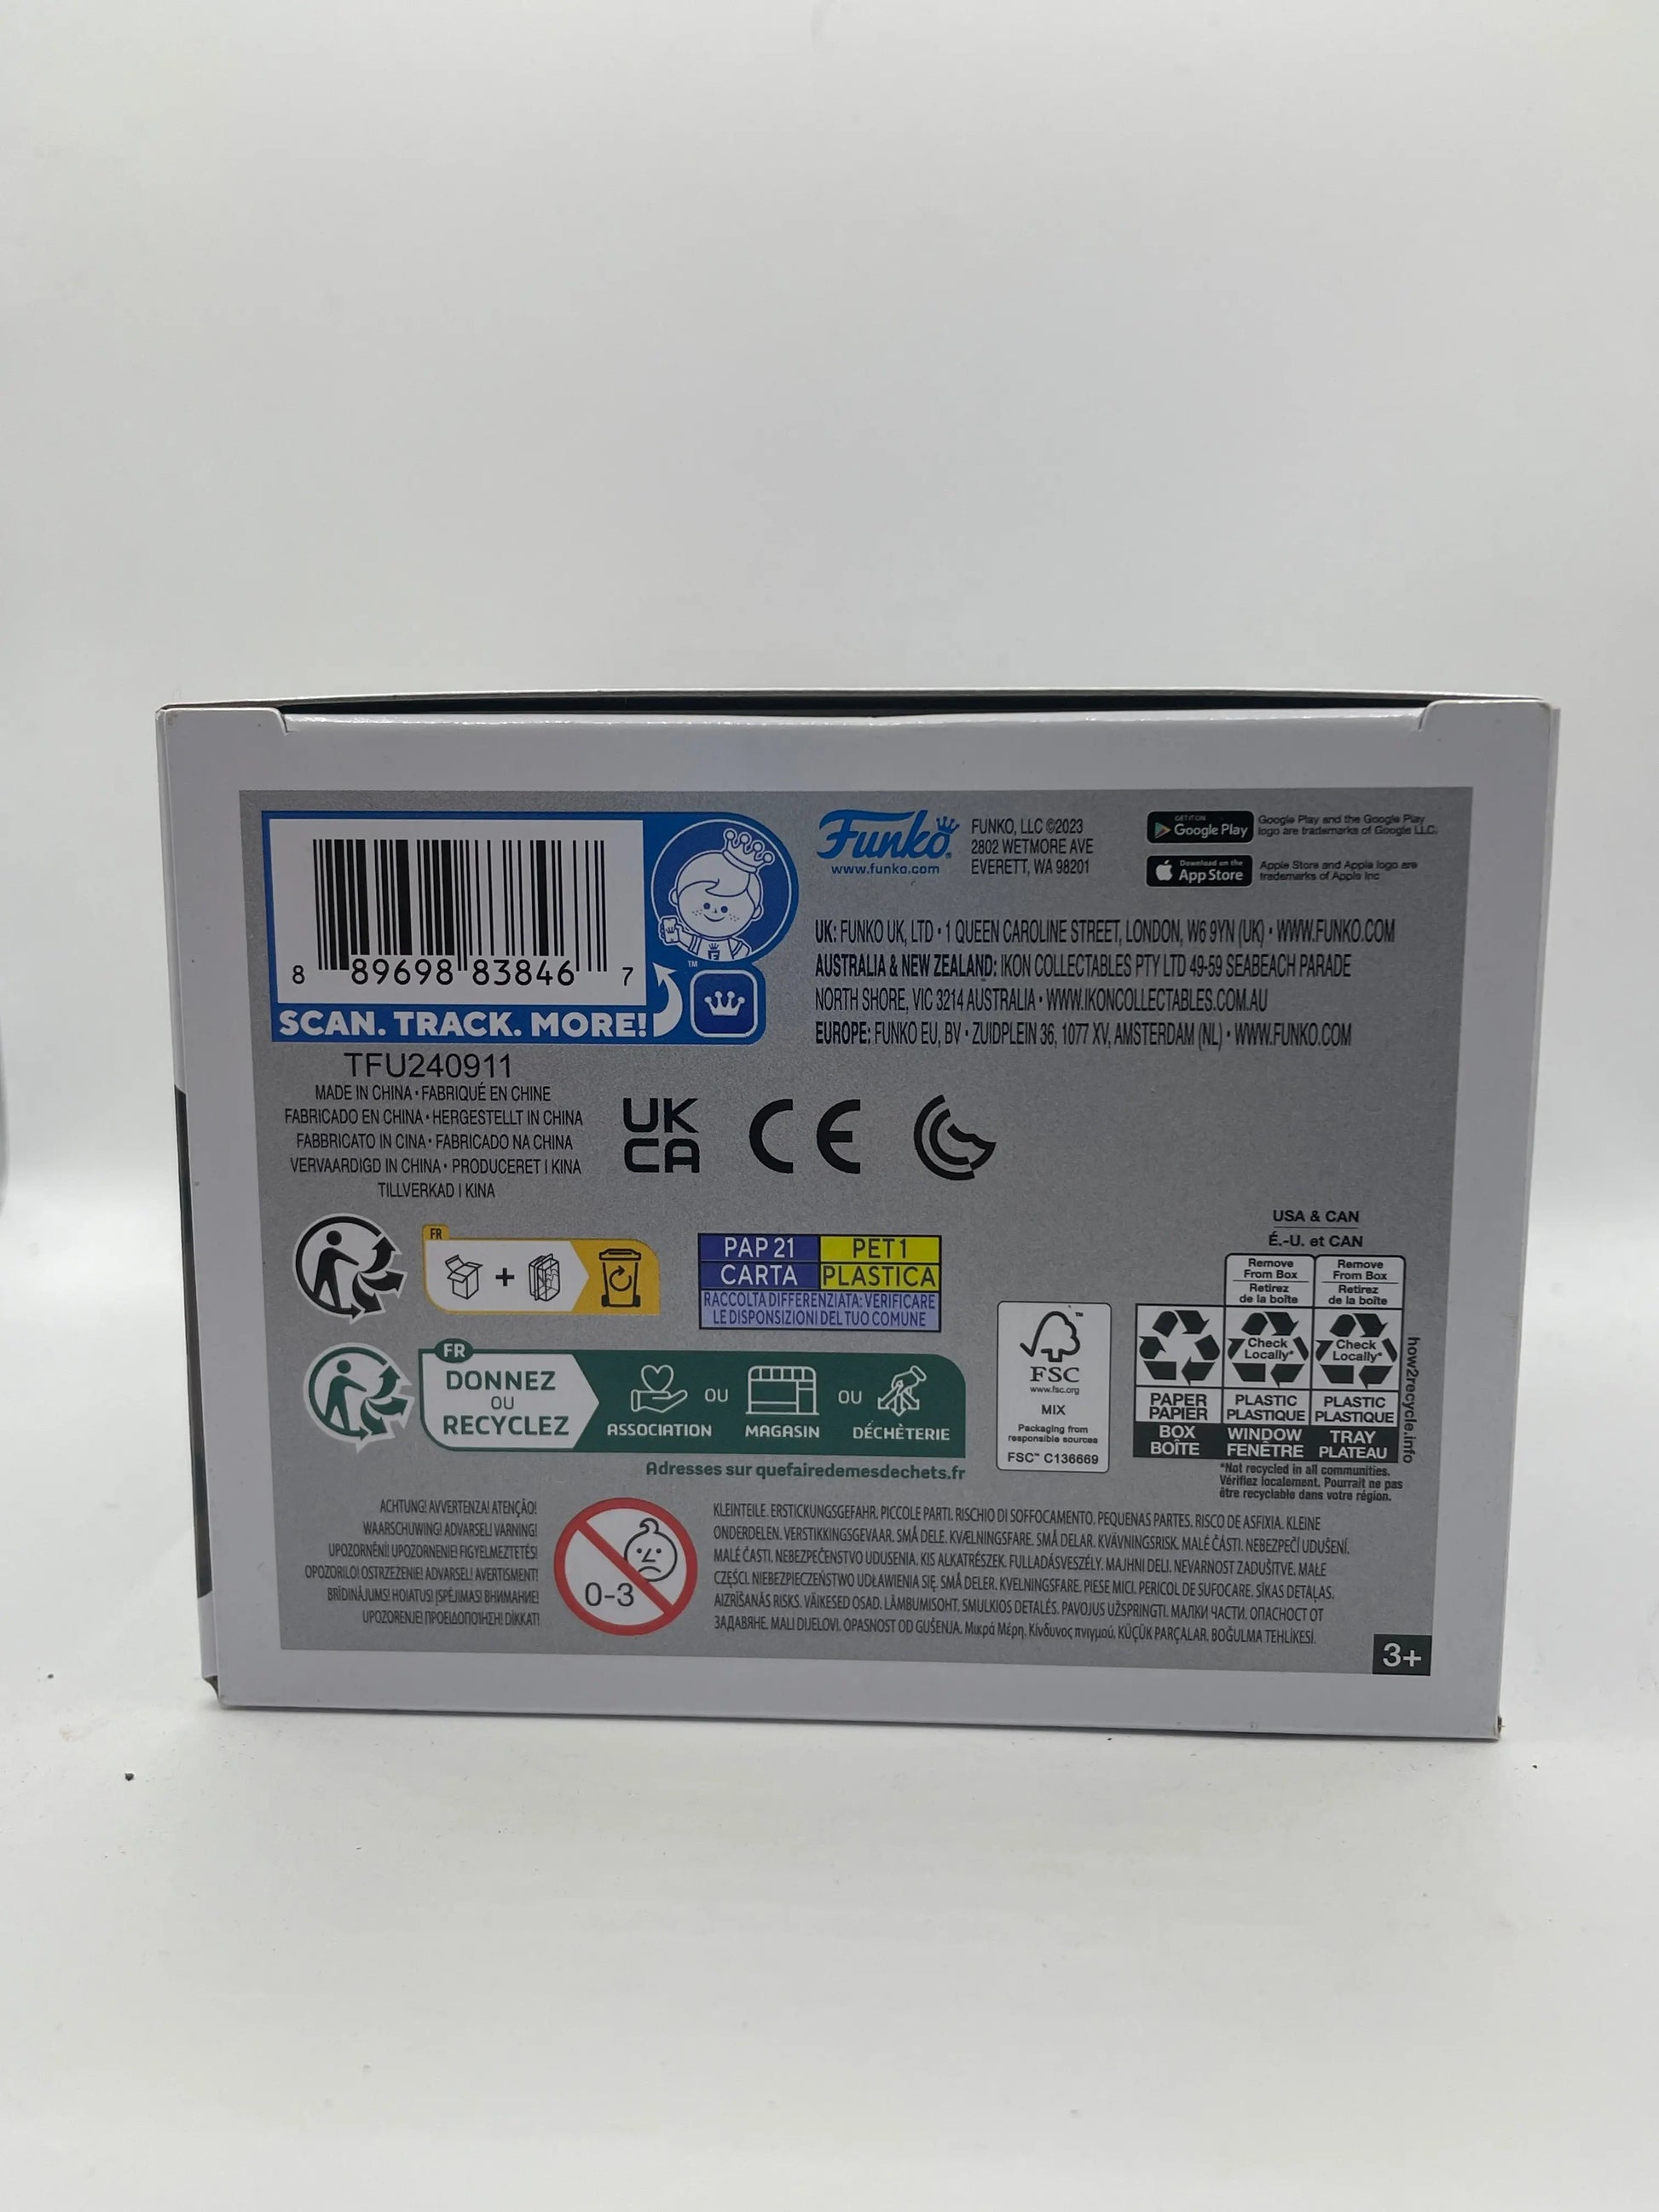 8 89698 83846 7
SCAN. TRACK. MORE!
TM
Funko
www.funko.com
FUNKO, LLC ©2023
2802 WETMORE AVE
EVERETT, WA 98201
GET IT ON
Google Play
Google Play and the Google Play
logo are trademarks of Google LLC.
Download on the
App Store
Apple Store and Apple logo are
trademarks of Apple Inc
UK: FUNKO UK, LTD • 1 QUEEN CAROLINE STREET, LONDON, W6 9YN (UK) • WWW.FUNKO.COM
AUSTRALIA & NEW ZEALAND: IKON COLLECTABLES PTY LTD 49-59 SEABEACH PARADE
NORTH SHORE, VIC 3214 AUSTRALIA • WWW.IKONCOLLECTABLES.COM.AU
EUROPE: FUNKO EU, BV • ZUIDPLEIN 36, 1077 XV, AMSTERDAM (NL) • WWW.FUNKO.COM
TFU240911
MADE IN CHINA • FABRIQUÉ EN CHINE
FABRICADO EN CHINA • HERGESTELLT IN CHINA
FABBRICATO IN CINA • FABRICADO NA CHINA
VERVAARDIGD IN CHINA • PRODUCERET I KINA
TILLVERKAD I KINA
UK
CA
CE
FR
+
PAP 21
CARTA
PET 1
PLASTICA
RACCOLTA DIFFERENZIATA: VERIFICARE
LE DISPONSIZIONI DEL TUO COMUNE
FR
DONNEZ
OU
RECYCLEZ
ASSOCIATION
OU
MAGASIN
OU
DÉCHÈTERIE
Adresses sur quefairedemesdechets.fr
TM
FSC
www.fsc.org
MIX
Packaging from
responsible sources
FSC™ C136669
USA & CAN
É.-U. et CAN
Remove
From Box
Retirez
de la boîte
Remove
From Box
Retirez
de la boîte
Check
Locally*
Check
Locally*
PAPER
PAPIER
PLASTIC
PLASTIQUE
PLASTIC
PLASTIQUE
BOX
BOÎTE
WINDOW
FENÊTRE
TRAY
PLATEAU
how2recycle.info
*Not recycled in all communities.
Vérifiez localement. Pourrait ne pas
être recyclable dans votre région.
ACHTUNG! AVVERTENZA! ATENÇÃO!
WAARSCHUWING! ADVARSEL! VARNING!
UPOZORNĚNÍ! UPOZORNENIE! FIGYELMEZTETÉS!
OPOZORILO! OSTRZEŻENIE! ADVARSEL! AVERTISMENT!
BRĪDINĀJUMS! HOIATUS! ĮSPĖJIMAS! ВНИМАНИЕ!
UPOZORENJE! ΠΡΟΕΙΔΟΠΟΙΗΣΗ! DİKKAT!
0-3
KLEINTEILE. ERSTICKUNGSGEFAHR. PICCOLE PARTI. RISCHIO DI SOFFOCAMENTO. PEQUENAS PARTES. RISCO DE ASFIXIA. KLEINE
ONDERDELEN. VERSTIKKINGSGEVAAR. SMÅ DELE. KVÆLNINGSFARE. SMÅ DELAR. KVÄVNINGSRISK. MALÉ ČÁSTI. NEBEZPEČÍ UDUŠENÍ.
MALÉ ČASTI. NEBEZPEČENSTVO UDUSENIA. KIS ALKATRÉSZEK. FULLADÁSVESZÉLY. MAJHNI DELI. NEVARNOST ZADUŠITVE. MAŁE
CZĘŚCI. NIEBEZPIECZEŃSTWO UDŁAWIENIA SIĘ. SMÅ DELER. KVELNINGSFARE. PIESE MICI. PERICOL DE SUFOCARE. SĪKAS DETAĻAS.
AIZRĪŠANĀS RISKS. VÄIKESED OSAD. LÄMBUMISOHT. SMULKIOS DETALĖS. PAVOJUS UŽSPRINGTI. МАЛКИ ЧАСТИ. ОПАСНОСТ ОТ
ЗАДАВЯНЕ. MALI DIJELOVI. OPASNOST OD GUŠENJA. Μικρά Μέρη. Κίνδυνος πνιγμού. KÜÇÜK PARÇALAR. BOĞULMA TEHLİKESİ.
3+